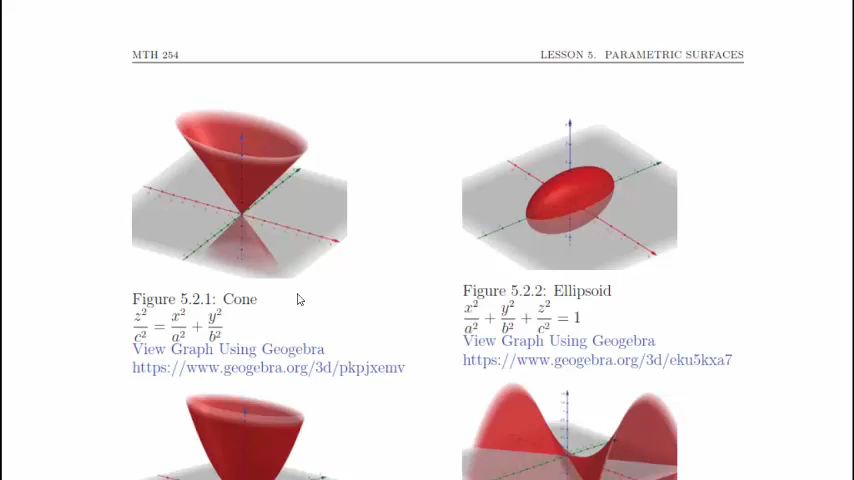 MTH 254
LESSON 5. PARAMETRIC SURFACES
Figure 5.2.1: Cone
z²/c² = x²/a² + y²/b²
View Graph Using Geogebra
https://www.geogebra.org/3d/pkpjxemv
Figure 5.2.2: Ellipsoid
x²/a² + y²/b² + z²/c² = 1
View Graph Using Geogebra
https://www.geogebra.org/3d/eku5kxa7